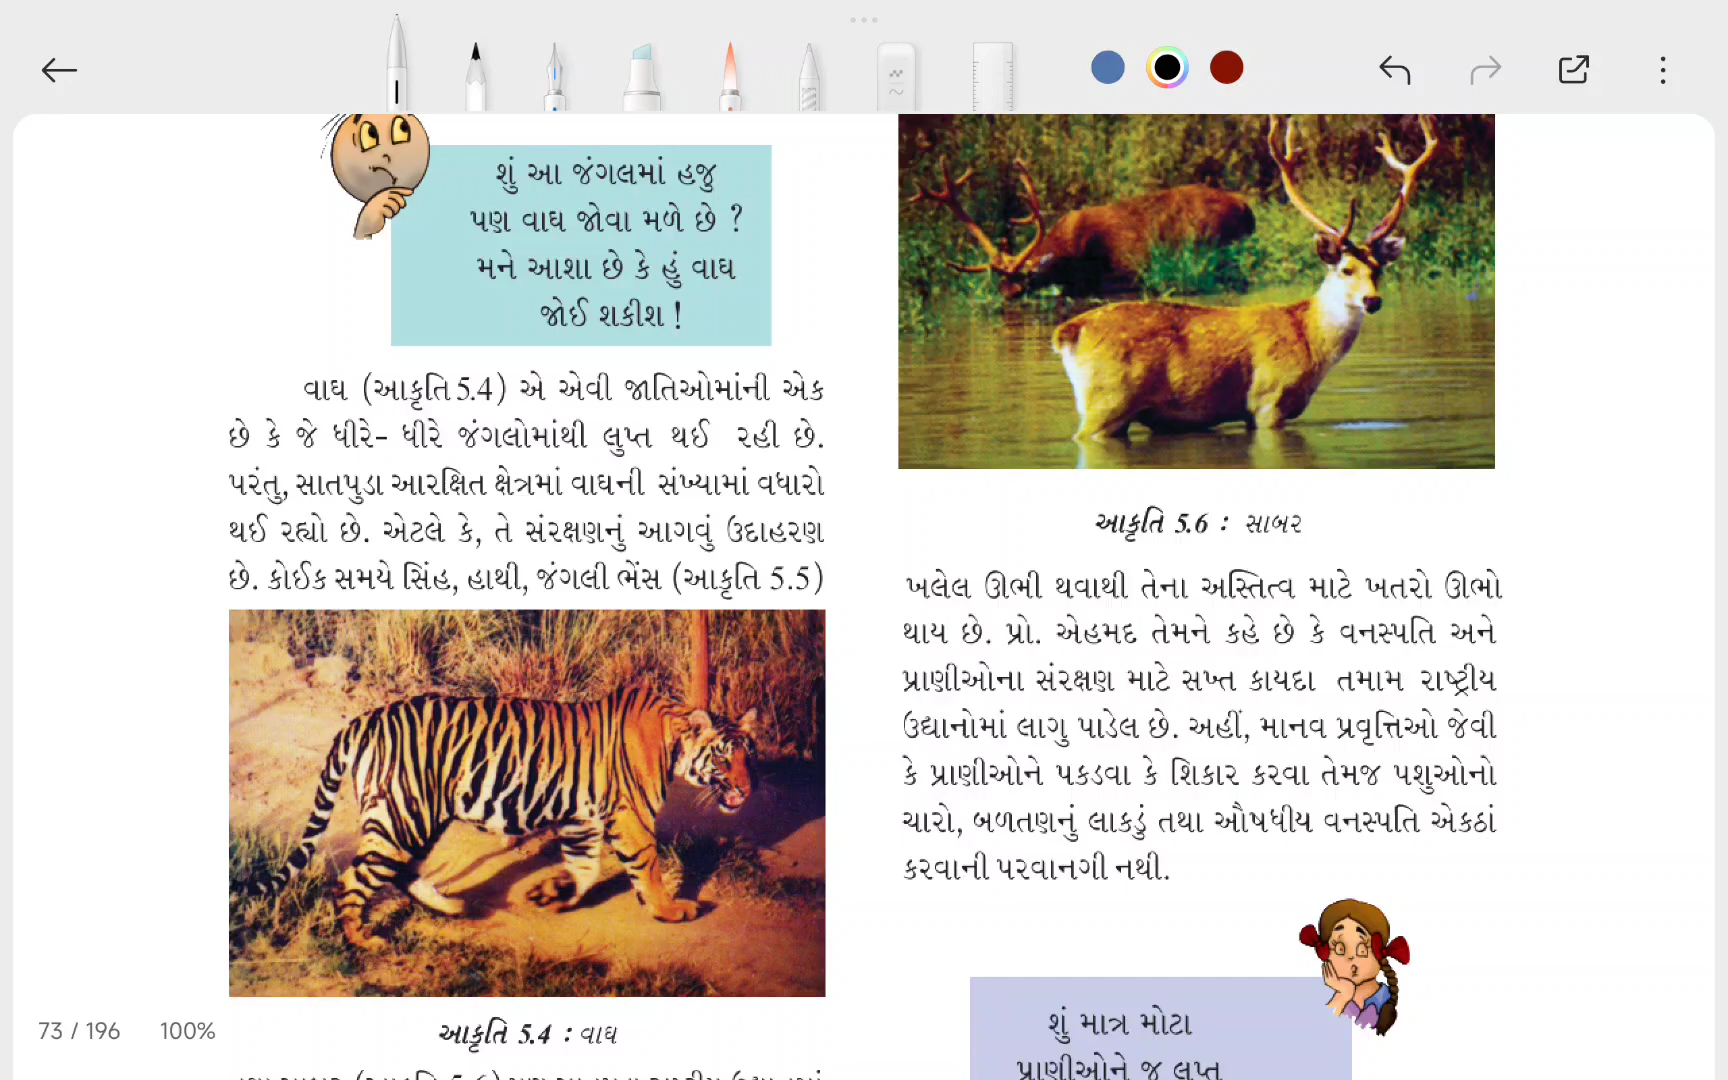 શું આ જંગલમાં હજુ
પણ વાઘ જોવા મળે છે ?
મને આશા છે કે હું વાઘ
જોઈ શકીશ !
વાઘ (આકૃતિ 5.4) એ એવી જાતિઓમાંની એક
છે કે જે ધીરે- ધીરે જંગલોમાંથી લુપ્ત થઈ રહી છે.
પરંતુ, સાતપુડા આરક્ષિત ક્ષેત્રમાં વાઘની સંખ્યામાં વધારો
થઈ રહ્યો છે. એટલે કે, તે સંરક્ષણનું આગવું ઉદાહરણ
છે. કોઈક સમયે સિંહ, હાથી, જંગલી ભેંસ (આકૃતિ 5.5)
આકૃતિ 5.4 : વાઘ
આકૃતિ 5.6 : સાબર
ખલેલ ઊભી થવાથી તેના અસ્તિત્વ માટે ખતરો ઊભો
થાય છે. પ્રો. એહમદ તેમને કહે છે કે વનસ્પતિ અને
પ્રાણીઓના સંરક્ષણ માટે સખ્ત કાયદા તમામ રાષ્ટ્રીય
ઉદ્યાનોમાં લાગુ પાડેલ છે. અહીં, માનવ પ્રવૃત્તિઓ જેવી
કે પ્રાણીઓને પકડવા કે શિકાર કરવા તેમજ પશુઓનો
ચારો, બળતણનું લાકડું તથા ઔષધીય વનસ્પતિ એકઠાં
કરવાની પરવાનગી નથી.
શું માત્ર મોટા
પ્રાણીઓને જ લુપ્ત
73 / 196 100%